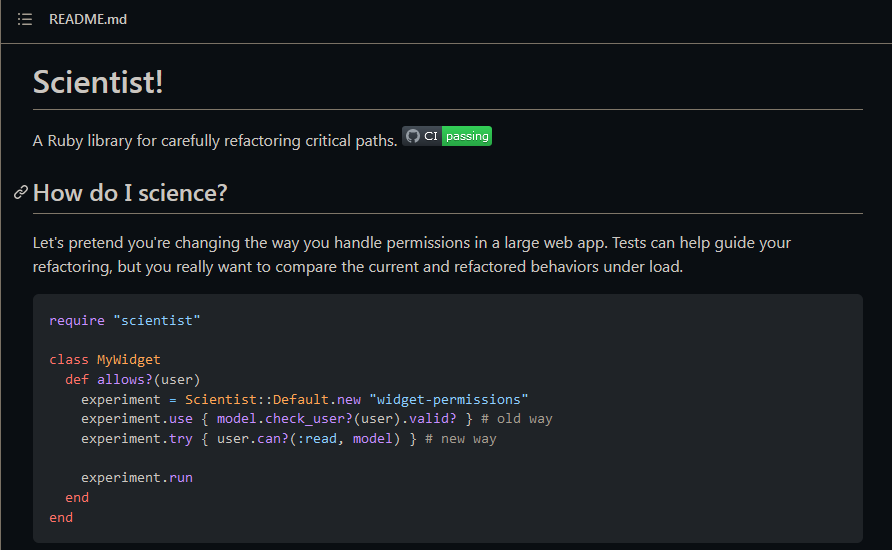 README.md
Scientist!
A Ruby library for carefully refactoring critical paths. CI passing
How do I science?
Let's pretend you're changing the way you handle permissions in a large web app. Tests can help guide your
refactoring, but you really want to compare the current and refactored behaviors under load.
require "scientist"
class MyWidget
  def allows?(user)
    experiment = Scientist::Default.new "widget-permissions"
    experiment.use { model.check_user?(user).valid? } # old way
    experiment.try { user.can?(:read, model) } # new way
    experiment.run
  end
end